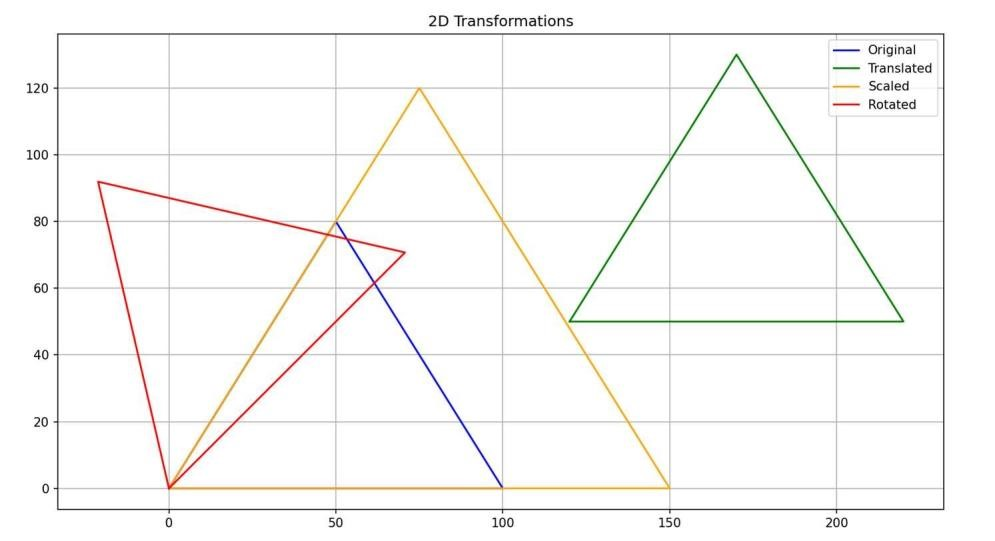 2D Transformations
Original
Translated
Scaled
Rotated
120
100
80
60
40
20
0
0 50 100 150 200